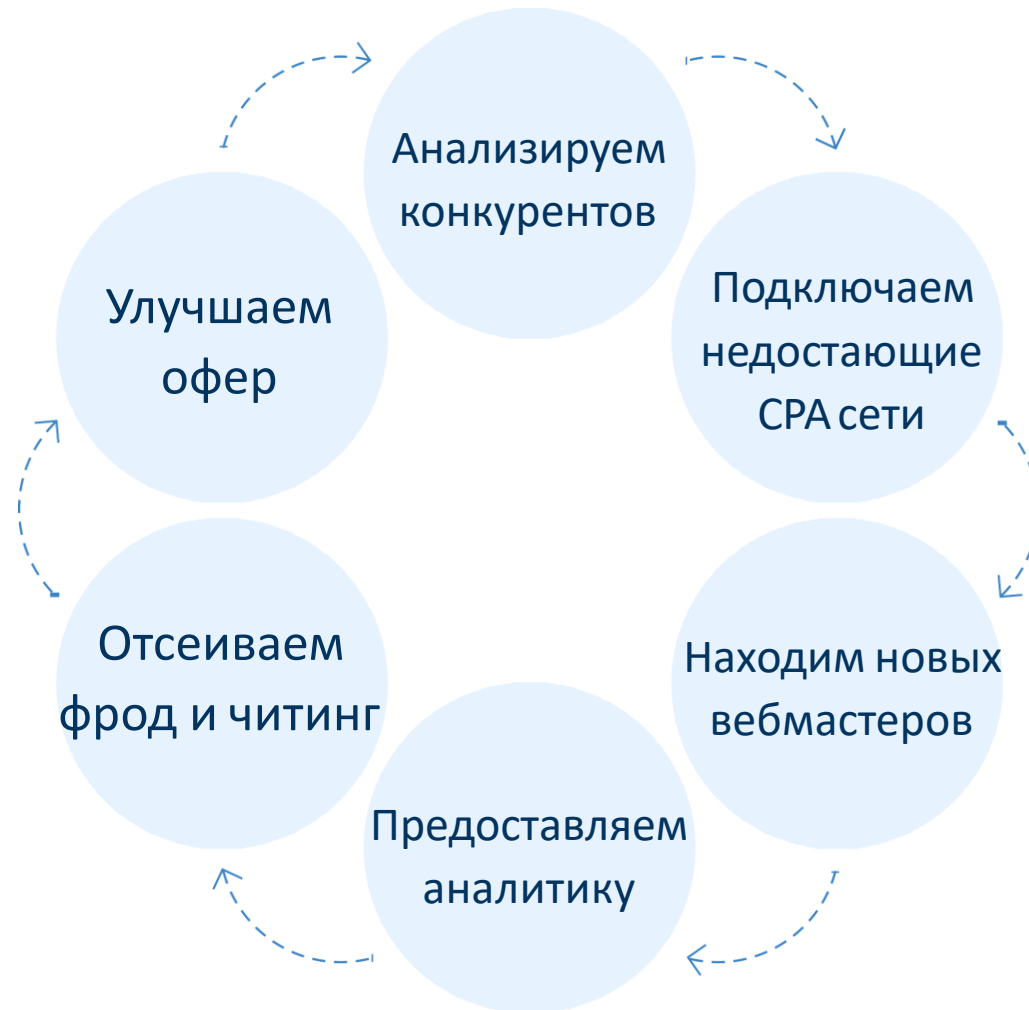 Анализируем
конкурентов
Подключаем
недостающие
CPA сети
Находим новых
вебмастеров
Предоставляем
аналитику
Отсеиваем
фрод и читинг
Улучшаем
офер